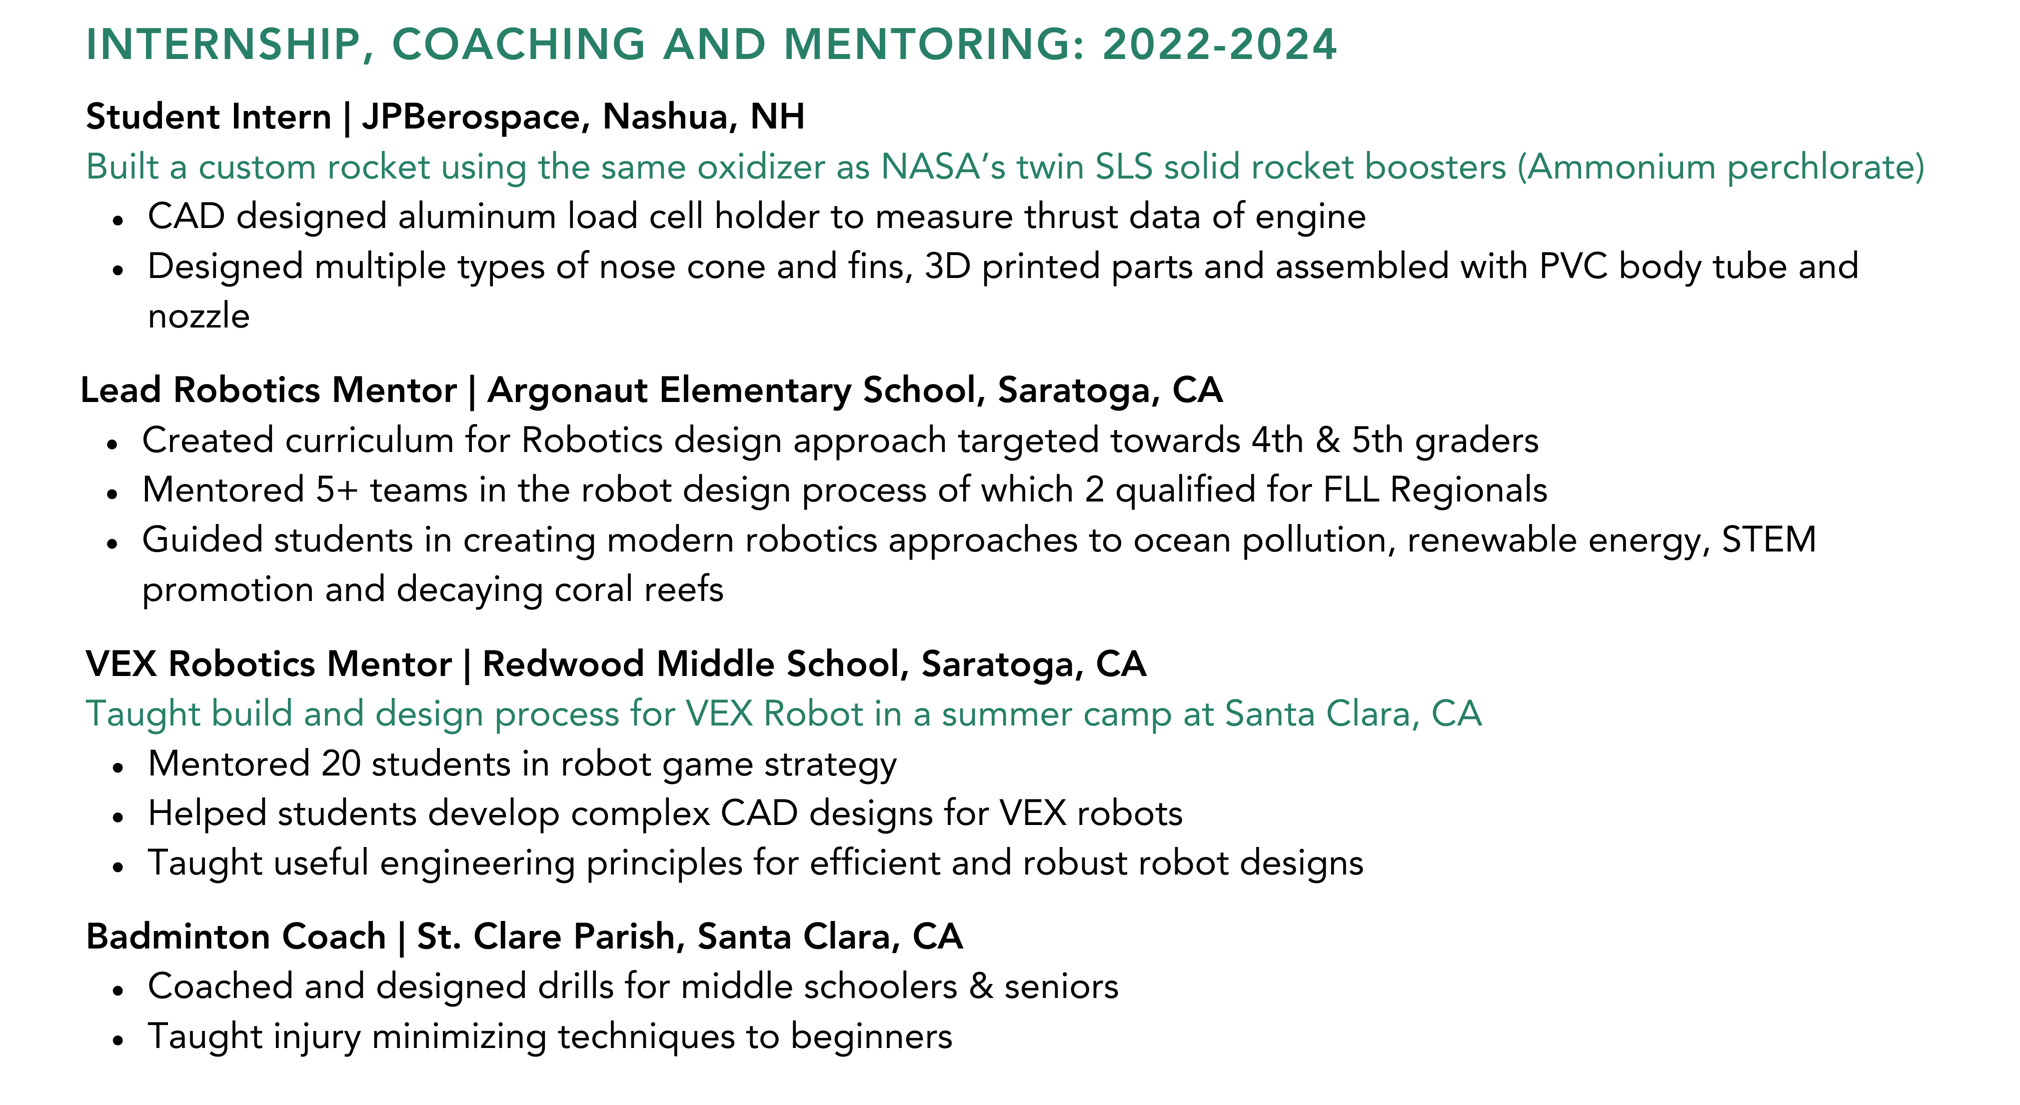 INTERNSHIP, COACHING AND MENTORING: 2022-2024
Student Intern | JPBerospace, Nashua, NH
Built a custom rocket using the same oxidizer as NASA’s twin SLS solid rocket boosters (Ammonium perchlorate)
• CAD designed aluminum load cell holder to measure thrust data of engine
• Designed multiple types of nose cone and fins, 3D printed parts and assembled with PVC body tube and
nozzle
Lead Robotics Mentor | Argonaut Elementary School, Saratoga, CA
• Created curriculum for Robotics design approach targeted towards 4th & 5th graders
• Mentored 5+ teams in the robot design process of which 2 qualified for FLL Regionals
• Guided students in creating modern robotics approaches to ocean pollution, renewable energy, STEM
promotion and decaying coral reefs
VEX Robotics Mentor | Redwood Middle School, Saratoga, CA
Taught build and design process for VEX Robot in a summer camp at Santa Clara, CA
• Mentored 20 students in robot game strategy
• Helped students develop complex CAD designs for VEX robots
• Taught useful engineering principles for efficient and robust robot designs
Badminton Coach | St. Clare Parish, Santa Clara, CA
• Coached and designed drills for middle schoolers & seniors
• Taught injury minimizing techniques to beginners